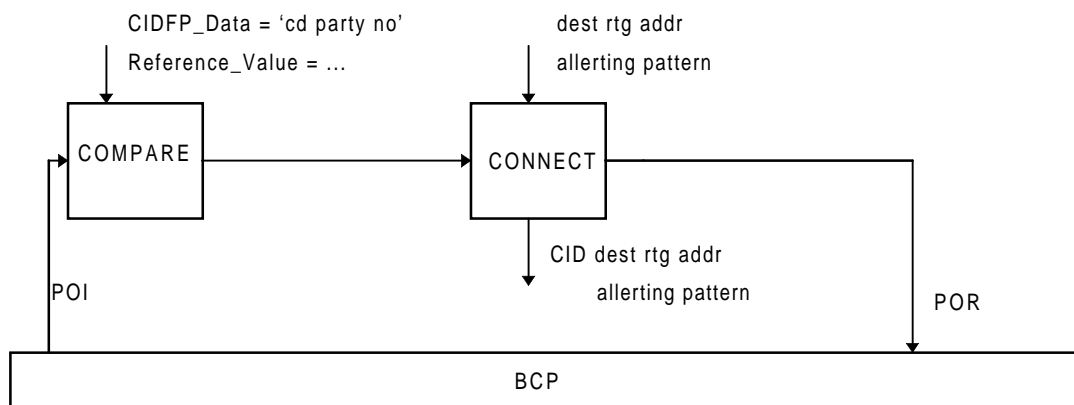 CIDFP_Data = ‘cd party no’
Reference_Value = ...
dest rtg addr
allerting pattern
COMPARE
CONNECT
CID dest rtg addr
allerting pattern
POI
POR
BCP